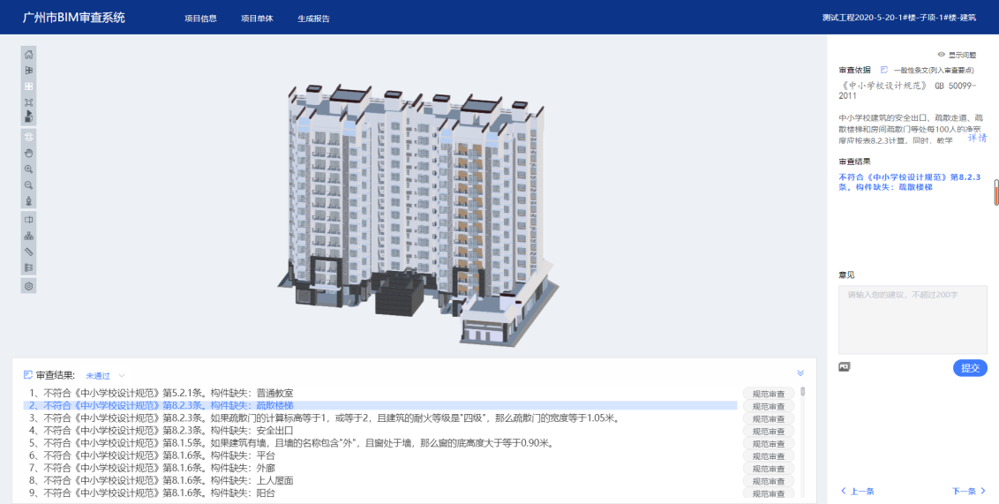 广州市BIM审查系统
项目信息
项目单体
生成报告
测试工程2020-5-20-1#楼-子项-1#楼-建筑
显示问题
审查依据 一般性条文(列入审查要点)
《中小学校设计规范》 GB 50099-
2011
中小学校建筑的安全出口、疏散走道、疏
散楼梯和房间疏散门等处每100人的净宽
度应按表8.2.3计算。同时，教学 详情
审查结果
不符合《中小学校设计规范》第8.2.3
条。构件缺失：疏散楼梯
意见
请输入您的建议，不超过200字
提交
上一条
下一条
审查结果: 未通过
1、不符合《中小学校设计规范》第5.2.1条。构件缺失：普通教室 规范审查
2、不符合《中小学校设计规范》第8.2.3条。构件缺失：疏散楼梯 规范审查
3、不符合《中小学校设计规范》第8.2.3条。如果疏散门的计算标高等于1，或等于2，且建筑的耐火等级是"四级"，那么疏散门的宽度等于1.05米。 规范审查
4、不符合《中小学校设计规范》第8.2.3条。构件缺失：安全出口 规范审查
5、不符合《中小学校设计规范》第8.1.5条。如果建筑有墙，且墙的名称包含"外"，且窗处于墙，那么窗的底高度大于等于0.90米。 规范审查
6、不符合《中小学校设计规范》第8.1.6条。构件缺失：平台 规范审查
7、不符合《中小学校设计规范》第8.1.6条。构件缺失：外廊 规范审查
8、不符合《中小学校设计规范》第8.1.6条。构件缺失：上人屋面 规范审查
9、不符合《中小学校设计规范》第8.1.6条。构件缺失：阳台 规范审查